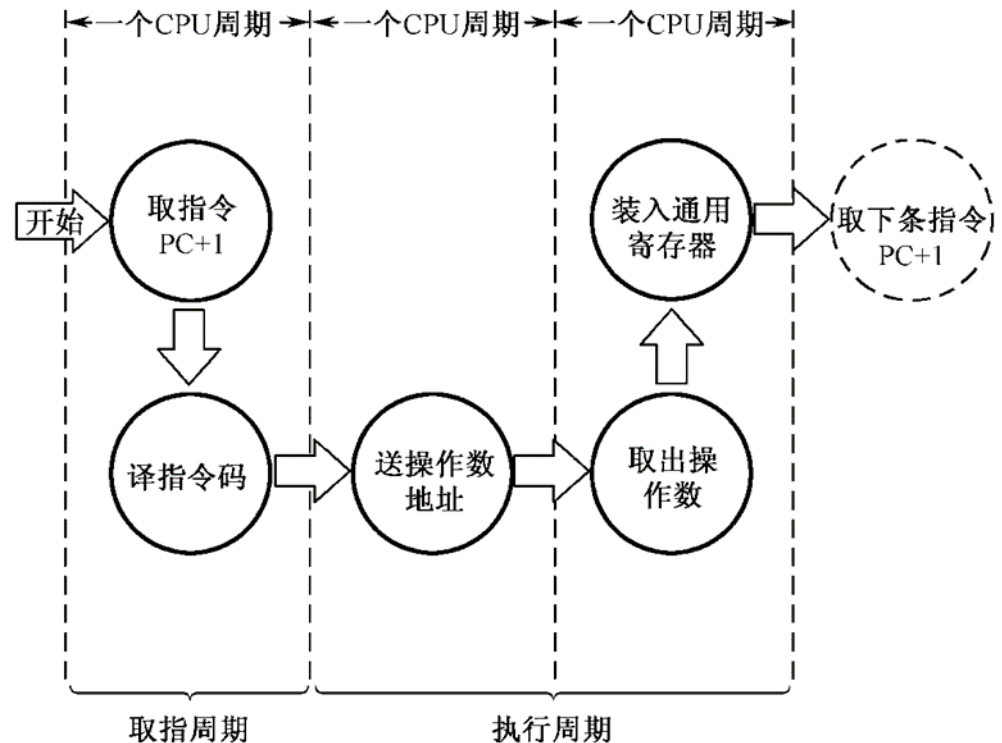 一个CPU周期
一个CPU周期
一个CPU周期
开始
取指令
PC+1
装入通用
寄存器
取下条指令
PC+1
译指令码
送操作数
地址
取出操
作数
取指周期
执行周期